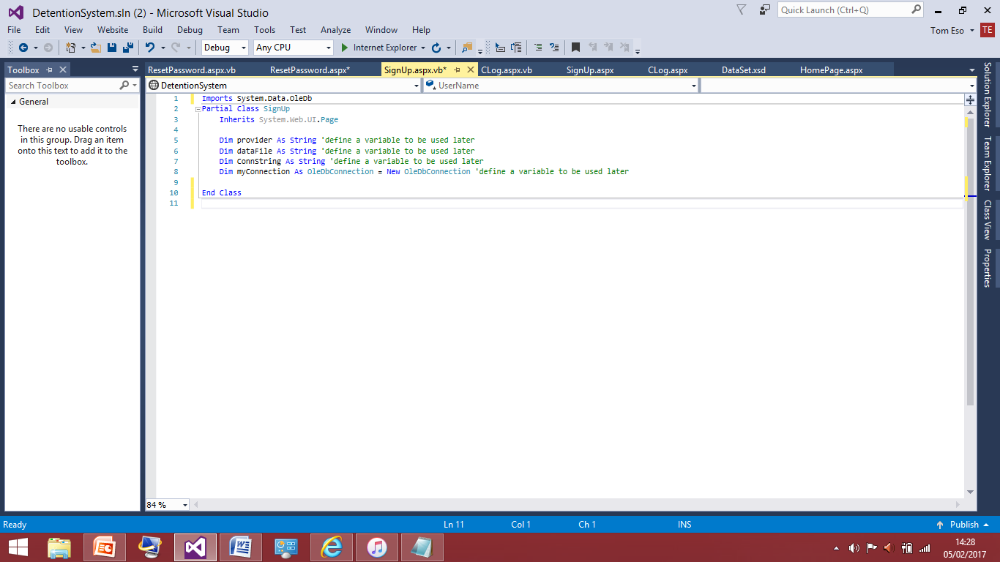 DetentionSystem.sln (2) - Microsoft Visual Studio
Quick Launch (Ctrl+Q)
File Edit View Website Build Debug Team Tools Test Analyze Window Help
Tom Eso TE
Debug Any CPU Internet Explorer
Toolbox
ResetPassword.aspx.vb ResetPassword.aspx* SignUp.aspx.vb* CLog.aspx.vb SignUp.aspx CLog.aspx DataSet.xsd HomePage.aspx
Search Toolbox
DetentionSystem UserName
General
There are no usable controls
in this group. Drag an item
onto this text to add it to the
toolbox.
1 Imports System.Data.OleDb
2 Partial Class SignUp
3 Inherits System.Web.UI.Page
4
5 Dim provider As String 'define a variable to be used later
6 Dim dataFile As String 'define a variable to be used later
7 Dim ConnString As String 'define a variable to be used later
8 Dim myConnection As OleDbConnection = New OleDbConnection 'define a variable to be used later
9
10 End Class
11
Solution Explorer
Team Explorer
Class View
Properties
84 %
Ready Ln 11 Col 1 Ch 1 INS Publish
14:28
05/02/2017